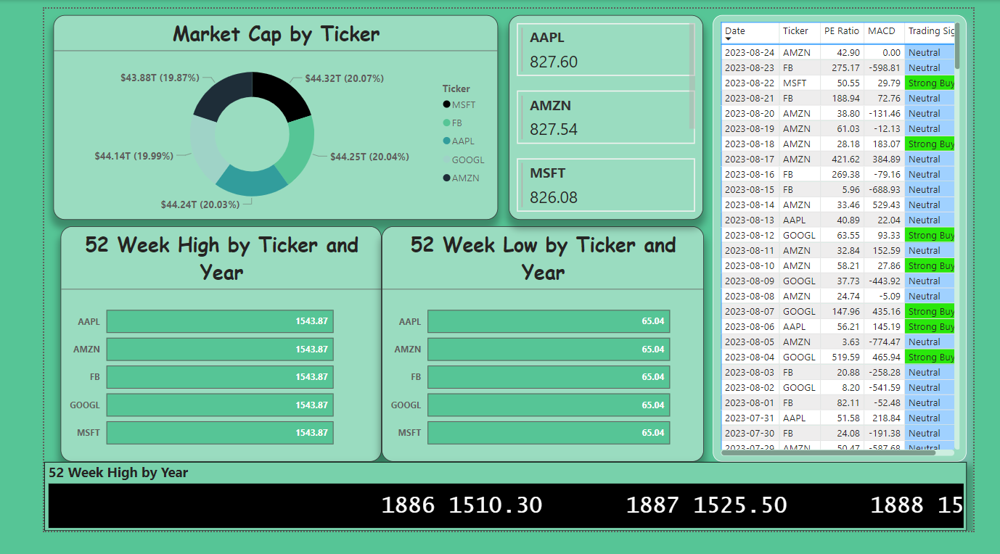 Market Cap by Ticker
$43.88T (19.87%)
$44.32T (20.07%)
$44.14T (19.99%)
$44.25T (20.04%)
$44.24T (20.03%)
Ticker
MSFT
FB
AAPL
GOOGL
AMZN
AAPL
827.60
AMZN
827.54
MSFT
826.08
52 Week High by Ticker and
Year
AAPL 1543.87
AMZN 1543.87
FB 1543.87
GOOGL 1543.87
MSFT 1543.87
52 Week Low by Ticker and
Year
AAPL 65.04
AMZN 65.04
FB 65.04
GOOGL 65.04
MSFT 65.04
Date Ticker PE Ratio MACD Trading Sig
2023-08-24 AMZN 42.90 0.00 Neutral
2023-08-23 FB 275.17 -598.81 Neutral
2023-08-22 MSFT 50.55 29.79 Strong Buy
2023-08-21 FB 188.94 72.76 Neutral
2023-08-20 AMZN 38.80 -131.46 Neutral
2023-08-19 AMZN 61.03 -12.13 Neutral
2023-08-18 AMZN 28.18 183.07 Strong Buy
2023-08-17 AMZN 421.62 384.89 Neutral
2023-08-16 FB 269.38 -79.16 Neutral
2023-08-15 FB 5.96 -688.93 Neutral
2023-08-14 AMZN 33.46 529.43 Neutral
2023-08-13 AAPL 40.89 22.04 Neutral
2023-08-12 GOOGL 63.55 93.33 Strong Buy
2023-08-11 AMZN 32.84 152.59 Neutral
2023-08-10 AMZN 58.21 27.86 Strong Buy
2023-08-09 GOOGL 37.73 -443.92 Neutral
2023-08-08 AMZN 24.74 -5.09 Neutral
2023-08-07 GOOGL 147.96 435.16 Strong Buy
2023-08-06 AAPL 56.21 145.19 Strong Buy
2023-08-05 AMZN 3.63 -774.47 Neutral
2023-08-04 GOOGL 519.59 465.94 Strong Buy
2023-08-03 FB 20.88 -258.28 Neutral
2023-08-02 GOOGL 8.20 -541.59 Neutral
2023-08-01 FB 82.11 -52.48 Neutral
2023-07-31 AAPL 51.58 218.84 Neutral
2023-07-30 FB 24.08 -191.38 Neutral
2023-07-29 AMZN 50.47 -587.68 Neutral
52 Week High by Year
1886 1510.30 1887 1525.50 1888 15